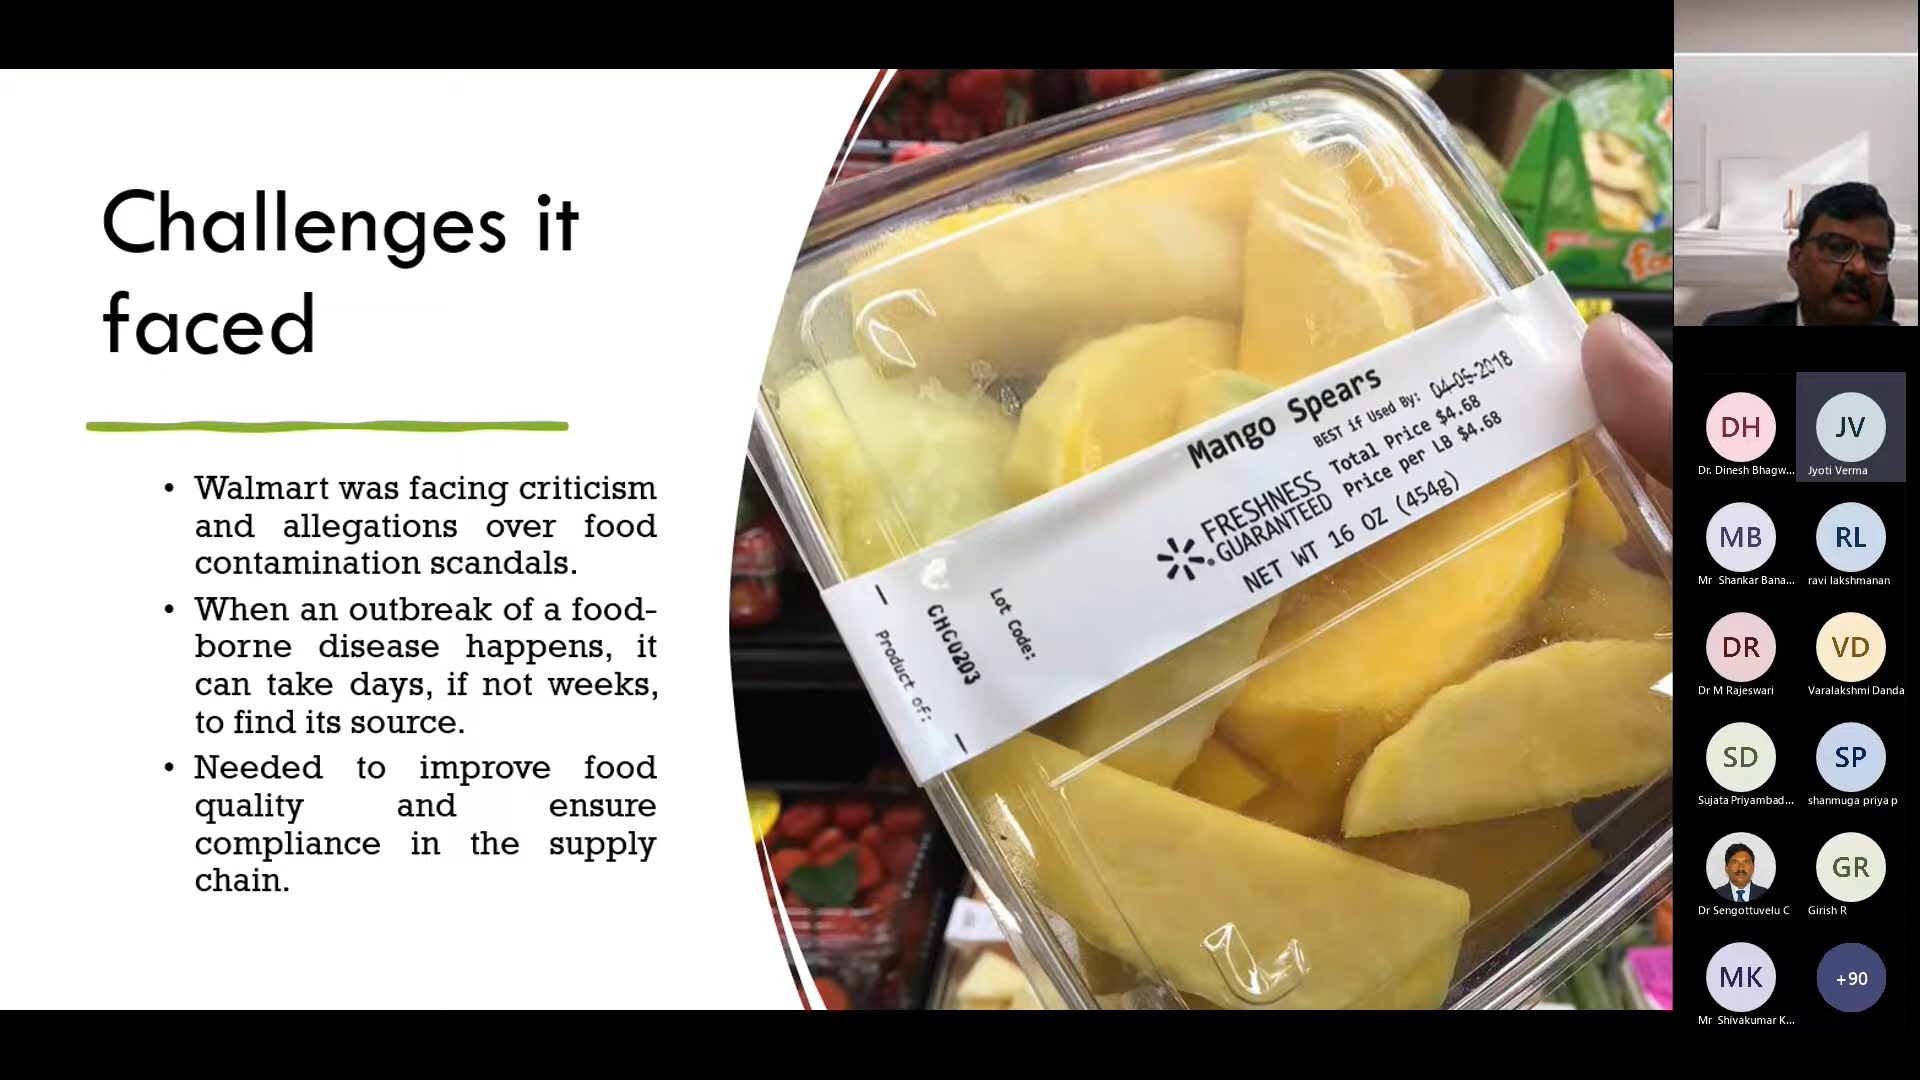 Challenges it
faced
• Walmart was facing criticism
and allegations over food
contamination scandals.
• When an outbreak of a food-
borne disease happens, it
can take days, if not weeks,
to find its source.
• Needed to improve food
quality and ensure
compliance in the supply
chain.
Mango Spears
BEST if Used By: 04-05-2018
FRESHNESS
GUARANTEED
Total Price $4.68
Price per LB $4.68
NET WT 16 OZ (454g)
Lot Code:
CHG0203
Product of:
DH
Dr. Dinesh Bhagw...
JV
Jyoti Verma
MB
Mr Shankar Bana...
RL
ravi lakshmanan
DR
Dr M Rajeswari
VD
Varalakshmi Danda
SD
Sujata Priyambad...
SP
shanmuga priya p
Dr Sengottuvelu C
GR
Girish R
MK
Mr Shivakumar K...
+90